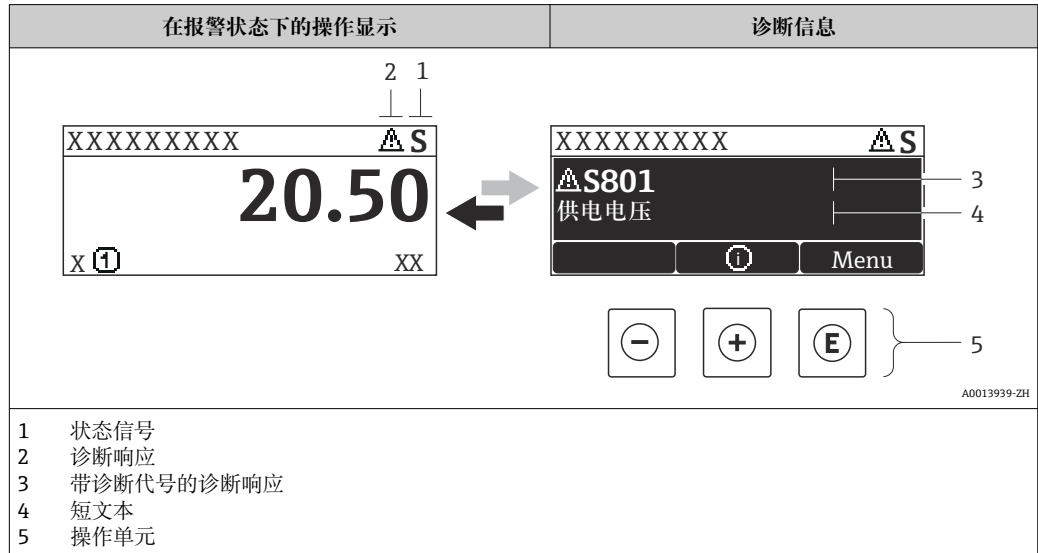 在报警状态下的操作显示 诊断信息
2 1
XXXXXXXXX ⚠ S XXXXXXXXX ⚠ S
20.50 ⚠S801 3
供电电压 4
X ① XX ⓘ Menu
− + E 5
A0013939-ZH
1 状态信号
2 诊断响应
3 带诊断代号的诊断响应
4 短文本
5 操作单元